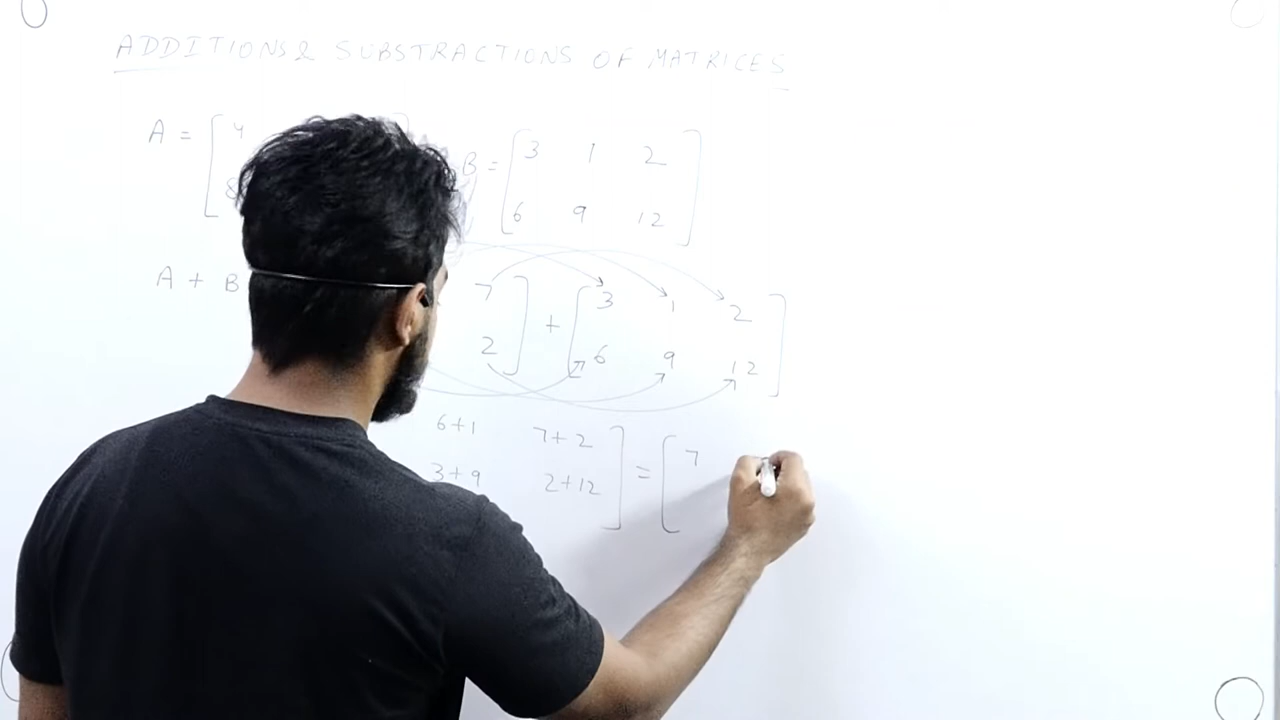 ADDITIONS & SUBSTRACTIONS OF MATRICES
A = [ 4
8
B = [ 3 1 2 ]
6 9 12
A + B
7 ] + [ 3 1 2 ]
2 6 9 12
6+1 7+2 ] = [ 7
3+9 2+12